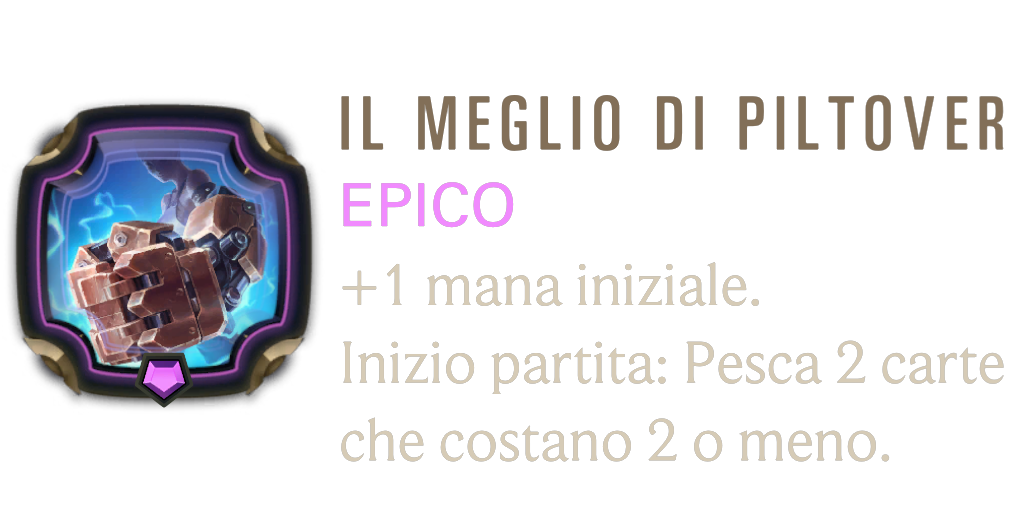 IL MEGLIO DI PILTOVER
EPICO
+1 mana iniziale.
Inizio partita: Pesca 2 carte
che costano 2 o meno.